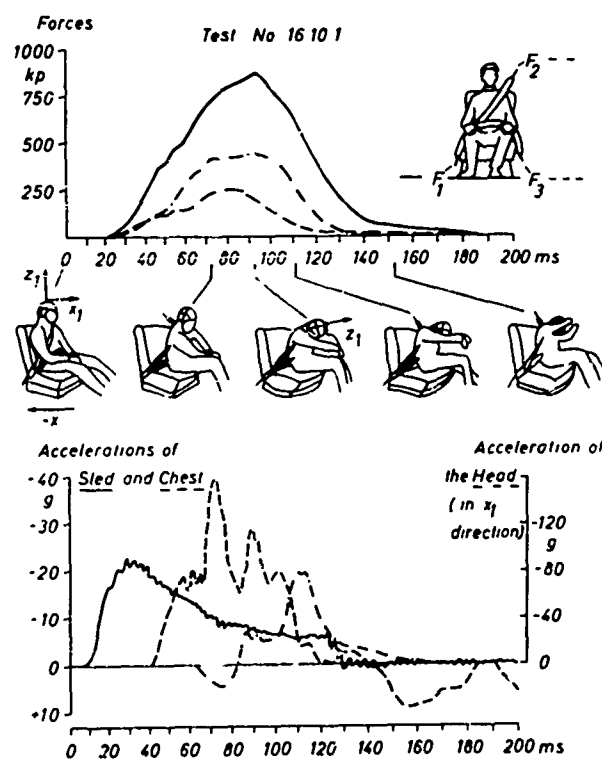 Forces
Test No 16 10 1
1000
kp
750
500
250
F2 - - -
F1
F3 - - -
0 20 40 60 80 100 120 140 160 180 200 ms
z1
x1
z1
-x
Accelerations of
Sled and Chest
Acceleration of
the Head
( in x1
direction)
-40
g
-30
-20
-10
0
+10
-120
g
-80
-40
0
0 20 40 60 80 100 120 140 160 180 200 ms